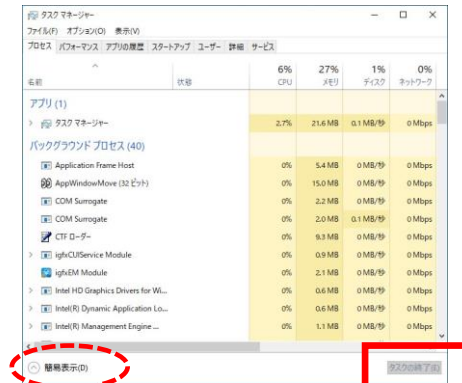 タスク マネージャー
ファイル(F) オプション(O) 表示(V)
プロセス パフォーマンス アプリの履歴 スタートアップ ユーザー 詳細 サービス
6% 27% 1% 0%
名前 状態 CPU メモリ ディスク ネットワーク
アプリ (1)
タスク マネージャー 2.7% 21.6 MB 0.1 MB/秒 0 Mbps
バックグラウンド プロセス (40)
Application Frame Host 0% 5.4 MB 0 MB/秒 0 Mbps
AppWindowMove (32 ビット) 0% 15.0 MB 0 MB/秒 0 Mbps
COM Surrogate 0% 2.2 MB 0 MB/秒 0 Mbps
COM Surrogate 0% 2.0 MB 0.1 MB/秒 0 Mbps
CTF ローダー 0% 9.3 MB 0 MB/秒 0 Mbps
igfxCUIService Module 0% 0.9 MB 0 MB/秒 0 Mbps
igfxEM Module 0% 2.1 MB 0 MB/秒 0 Mbps
Intel HD Graphics Drivers for Wi... 0% 0.6 MB 0 MB/秒 0 Mbps
Intel(R) Dynamic Application Lo... 0% 0.6 MB 0 MB/秒 0 Mbps
Intel(R) Management Engine ... 0% 1.1 MB 0 MB/秒 0 Mbps
簡易表示(D) タスクの終了(E)